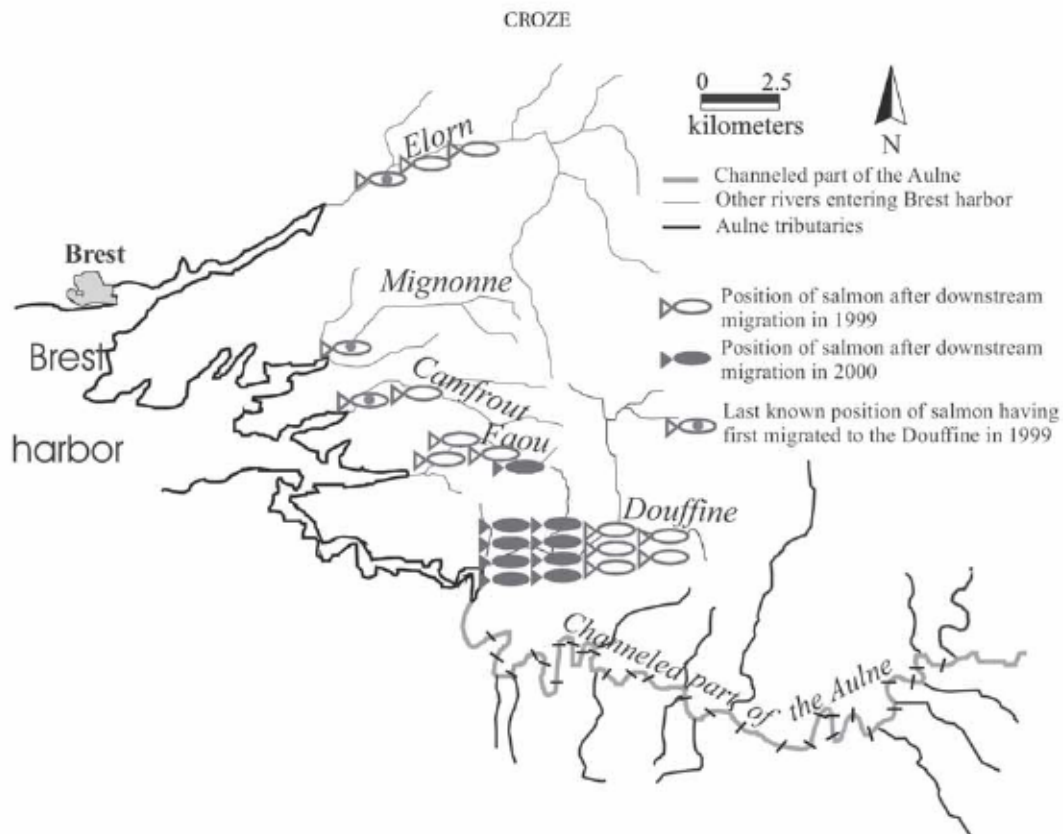 CROZE
0 2.5
kilometers
N
Elorn
Channeled part of the Aulne
Other rivers entering Brest harbor
Aulne tributaries
Brest
Mignonne
Position of salmon after downstream
migration in 1999
Brest
Position of salmon after downstream
migration in 2000
Camfrout
Last known position of salmon having
first migrated to the Douffine in 1999
harbor
Faou
Douffine
Channeled part of the Aulne